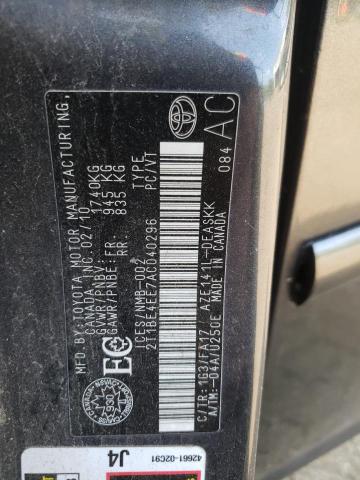 MFD.BY:TOYOTA MOTOR MANUFACTURING
CANADA, INC. 02/10
GVWR/PNBV: 1740KG
GAWR/PNBE:FR. 945 KG
RR. 835 KG
ICES/NMB-002 TYPE
2T1BE4EE7AC040296 PC/VT
C/TR:1G3/FA17 AZE141L-DEASKK
A/TM:-04A/U250E MADE IN CANADA
084 AC
930
42661-02C91
J4